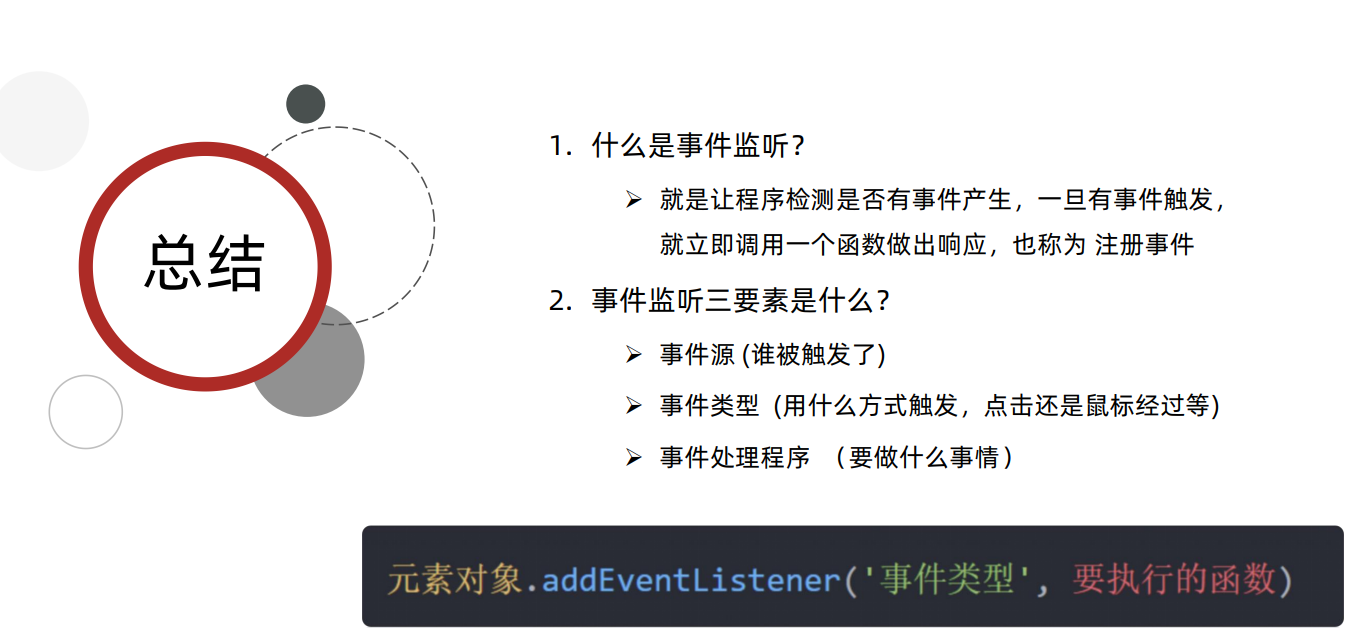 总结
1. 什么是事件监听？
➢ 就是让程序检测是否有事件产生，一旦有事件触发，
就立即调用一个函数做出响应，也称为 注册事件
2. 事件监听三要素是什么？
➢ 事件源 (谁被触发了)
➢ 事件类型 (用什么方式触发，点击还是鼠标经过等)
➢ 事件处理程序 （要做什么事情）
元素对象.addEventListener('事件类型', 要执行的函数)